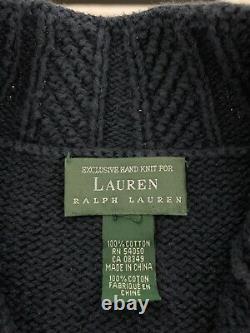 EXCLUSIVE HAND KNIT FOR
LAUREN
RALPH LAUREN
100% COTTON
RN 54050
CA 08349
MADE IN CHINA
100% COTON
FABRIQUÉ EN
CHINE